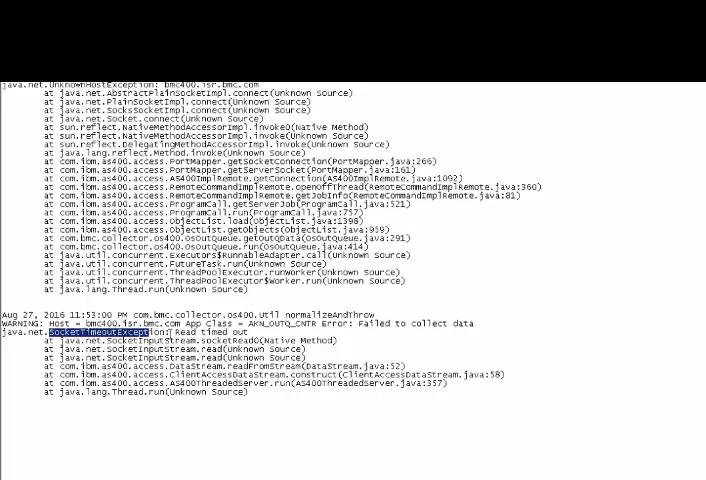 java.net.UnknownHostException: bmc400.isr.bmc.com
at java.net.AbstractPlainSocketImpl.connect(Unknown Source)
at java.net.PlainSocketImpl.connect(Unknown Source)
at java.net.SocksSocketImpl.connect(Unknown Source)
at java.net.Socket.connect(Unknown Source)
at sun.reflect.NativeMethodAccessorImpl.invoke0(Native Method)
at sun.reflect.NativeMethodAccessorImpl.invoke(Unknown Source)
at sun.reflect.DelegatingMethodAccessorImpl.invoke(Unknown Source)
at java.lang.reflect.Method.invoke(Unknown Source)
at com.ibm.as400.access.PortMapper.getSocketConnection(PortMapper.java:266)
at com.ibm.as400.access.PortMapper.getServerSocket(PortMapper.java:161)
at com.ibm.as400.access.AS400ImplRemote.getConnection(AS400ImplRemote.java:1092)
at com.ibm.as400.access.RemoteCommandImplRemote.openOffThread(RemoteCommandImplRemote.java:360)
at com.ibm.as400.access.RemoteCommandImplRemote.getJobInfo(RemoteCommandImplRemote.java:81)
at com.ibm.as400.access.ProgramCall.getServerJob(ProgramCall.java:521)
at com.ibm.as400.access.ProgramCall.run(ProgramCall.java:757)
at com.ibm.as400.access.ObjectList.load(ObjectList.java:1398)
at com.ibm.as400.access.ObjectList.getObjects(ObjectList.java:959)
at com.bmc.collector.os400.OsOutQueue.getOutQData(OsOutQueue.java:291)
at com.bmc.collector.os400.OsOutQueue.run(OsOutQueue.java:414)
at java.util.concurrent.Executors$RunnableAdapter.call(Unknown Source)
at java.util.concurrent.FutureTask.run(Unknown Source)
at java.util.concurrent.ThreadPoolExecutor.runWorker(Unknown Source)
at java.util.concurrent.ThreadPoolExecutor$Worker.run(Unknown Source)
at java.lang.Thread.run(Unknown Source)
Aug 27, 2016 11:53:00 PM com.bmc.collector.os400.Util normalizeAndThrow
WARNING: Host = bmc400.isr.bmc.com App Class = AKN_OUTQ_CNTR Error: Failed to collect data
java.net.SocketTimeoutException: Read timed out
at java.net.SocketInputStream.socketRead0(Native Method)
at java.net.SocketInputStream.read(Unknown Source)
at java.net.SocketInputStream.read(Unknown Source)
at com.ibm.as400.access.DataStream.readFromStream(DataStream.java:52)
at com.ibm.as400.access.ClientAccessDataStream.construct(ClientAccessDataStream.java:58)
at com.ibm.as400.access.AS400ThreadedServer.run(AS400ThreadedServer.java:357)
at java.lang.Thread.run(Unknown Source)